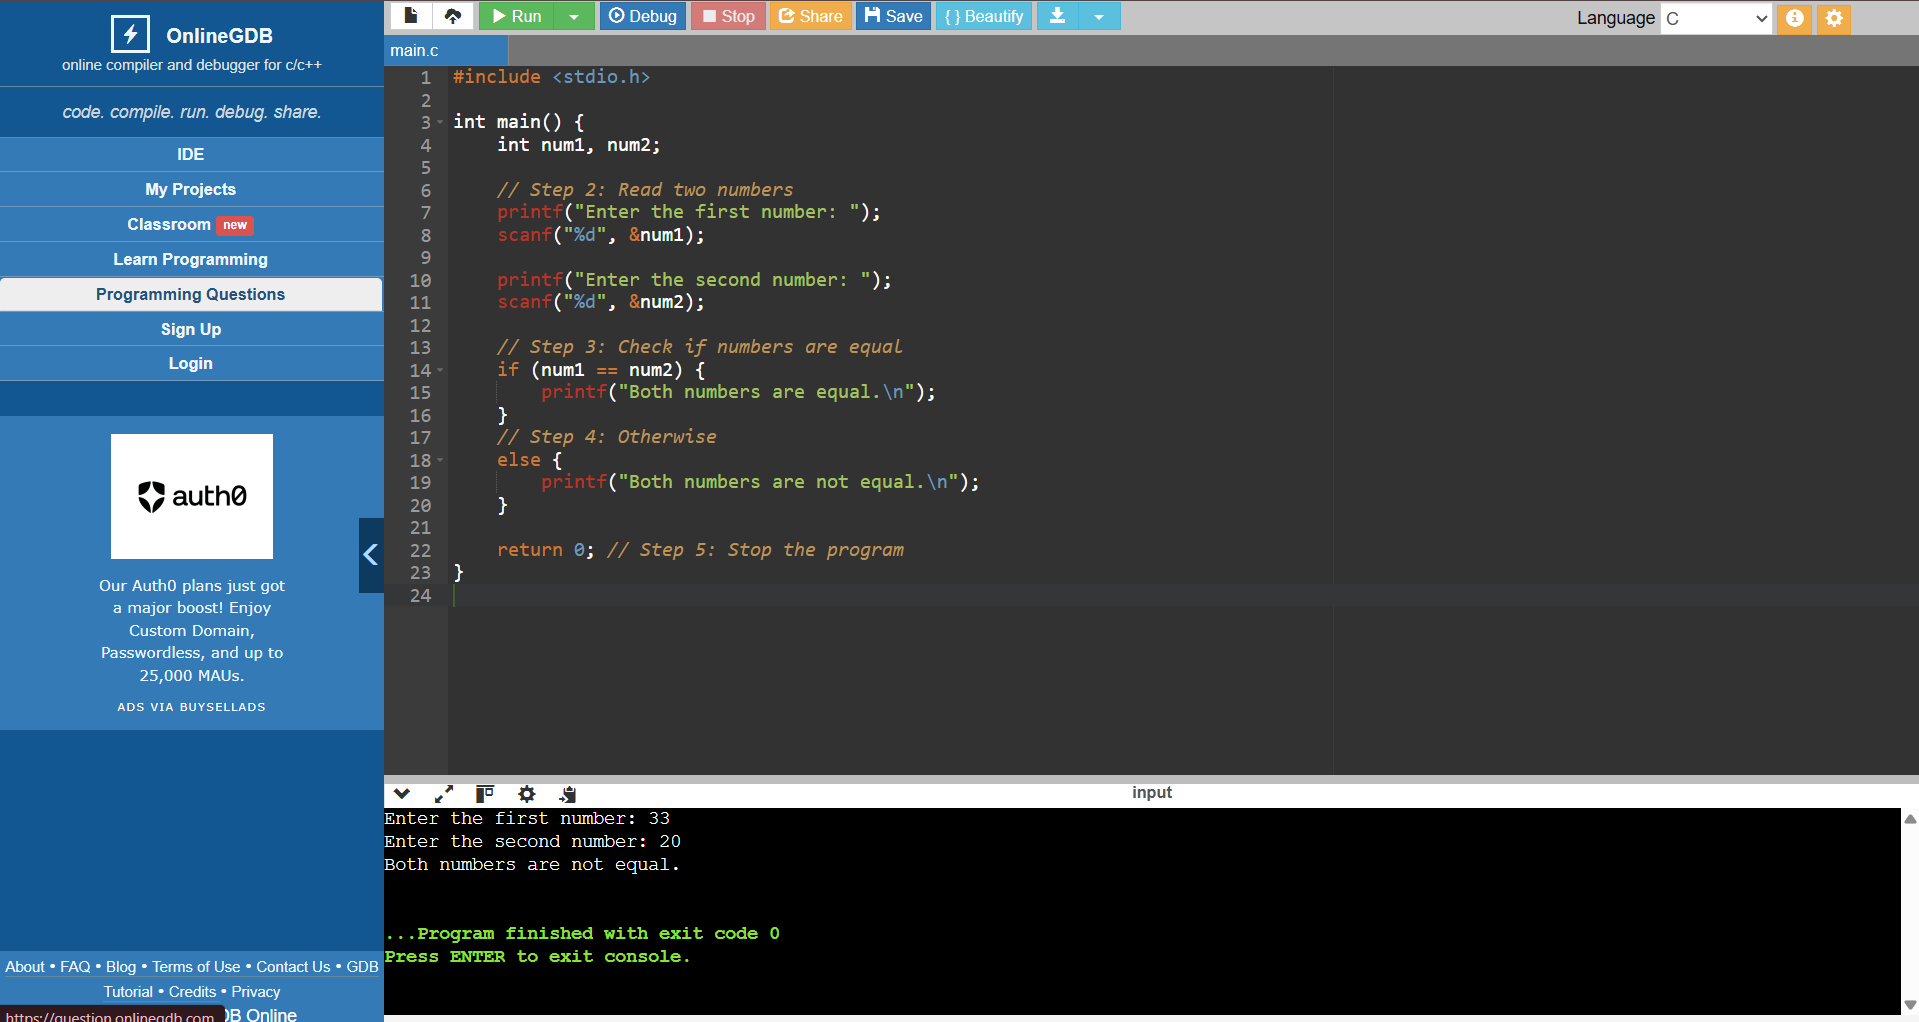 OnlineGDB
online compiler and debugger for c/c++
code. compile. run. debug. share.
IDE
My Projects
Classroom new
Learn Programming
Programming Questions
Sign Up
Login
auth0
Our Auth0 plans just got
a major boost! Enjoy
Custom Domain,
Passwordless, and up to
25,000 MAUs.
ADS VIA BUYSELLADS
About • FAQ • Blog • Terms of Use • Contact Us • GDB
Tutorial • Credits • Privacy
https://question.onlinegdb.com
DB Online
Run Debug Stop Share Save { } Beautify
Language C
main.c
1 #include <stdio.h>
2
3 int main() {
4     int num1, num2;
5
6     // Step 2: Read two numbers
7     printf("Enter the first number: ");
8     scanf("%d", &num1);
9
10     printf("Enter the second number: ");
11     scanf("%d", &num2);
12
13     // Step 3: Check if numbers are equal
14     if (num1 == num2) {
15         printf("Both numbers are equal.\n");
16     }
17     // Step 4: Otherwise
18     else {
19         printf("Both numbers are not equal.\n");
20     }
21
22     return 0; // Step 5: Stop the program
23 }
24
input
Enter the first number: 33
Enter the second number: 20
Both numbers are not equal.
...Program finished with exit code 0
Press ENTER to exit console.